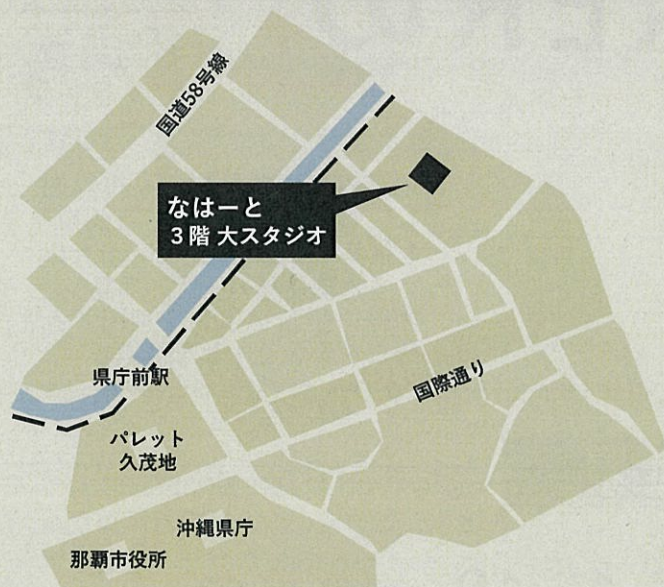 国道58号線
なはーと
3階 大スタジオ
県庁前駅
国際通り
パレット
久茂地
沖縄県庁
那覇市役所